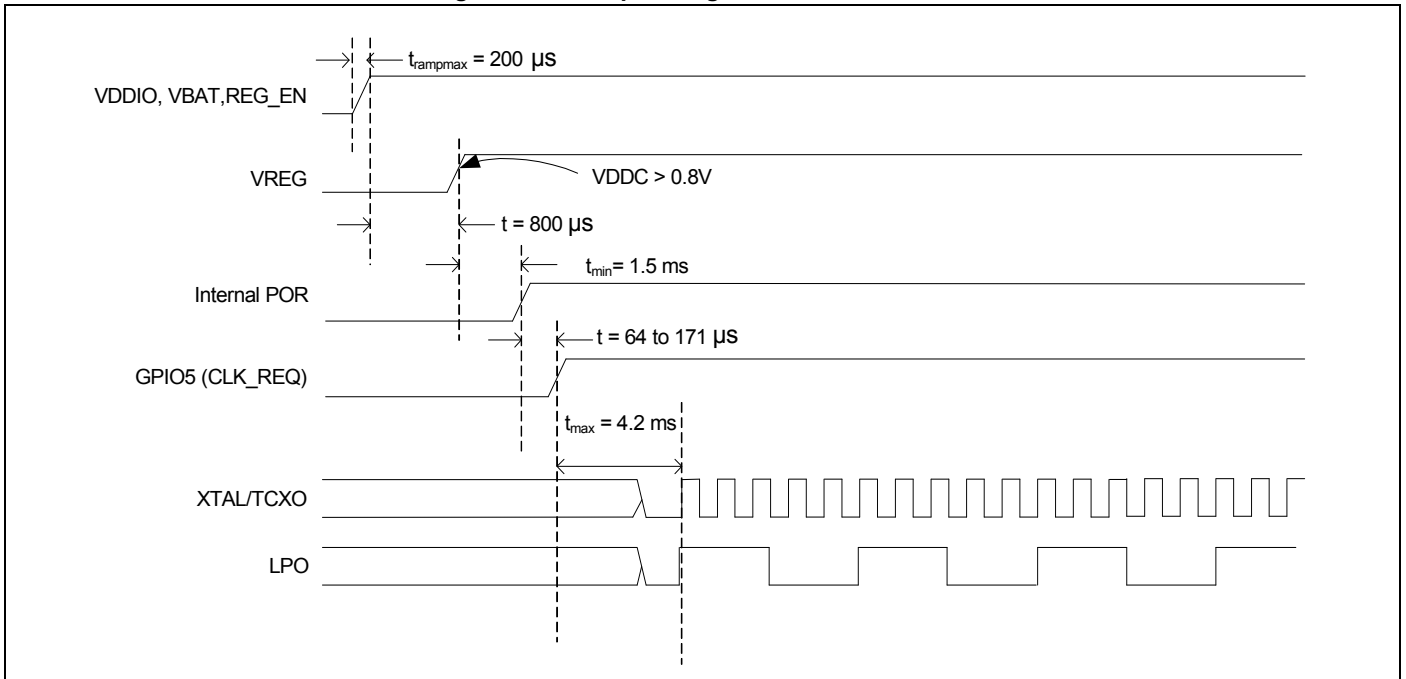 t_rampmax = 200 µs
VDDIO, VBAT,REG_EN
VREG
VDDC > 0.8V
t = 800 µs
t_min= 1.5 ms
Internal POR
t = 64 to 171 µs
GPIO5 (CLK_REQ)
t_max = 4.2 ms
XTAL/TCXO
LPO